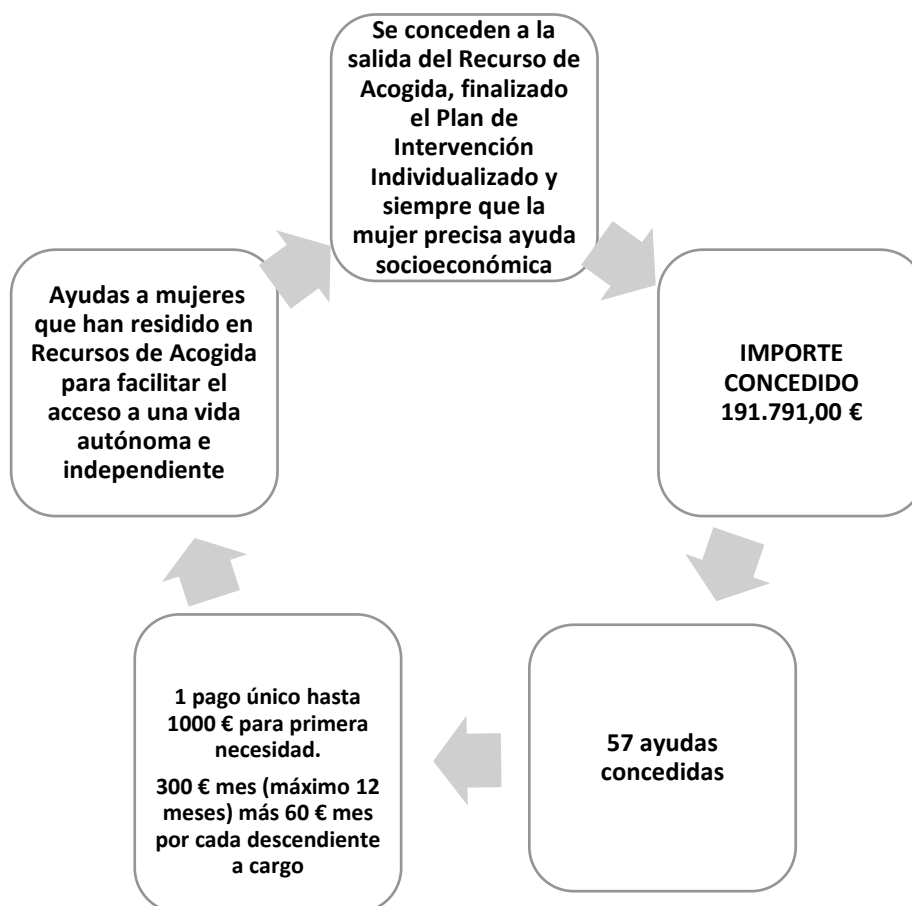 Se conceden a la
salida del Recurso de
Acogida, finalizado
el Plan de
Intervención
Individualizado y
siempre que la
mujer precisa ayuda
socioeconómica
Ayudas a mujeres
que han residido en
Recursos de Acogida
para facilitar el
acceso a una vida
autónoma e
independiente
IMPORTE
CONCEDIDO
191.791,00 €
1 pago único hasta
1000 € para primera
necesidad.
300 € mes (máximo 12
meses) más 60 € mes
por cada descendiente
a cargo
57 ayudas
concedidas